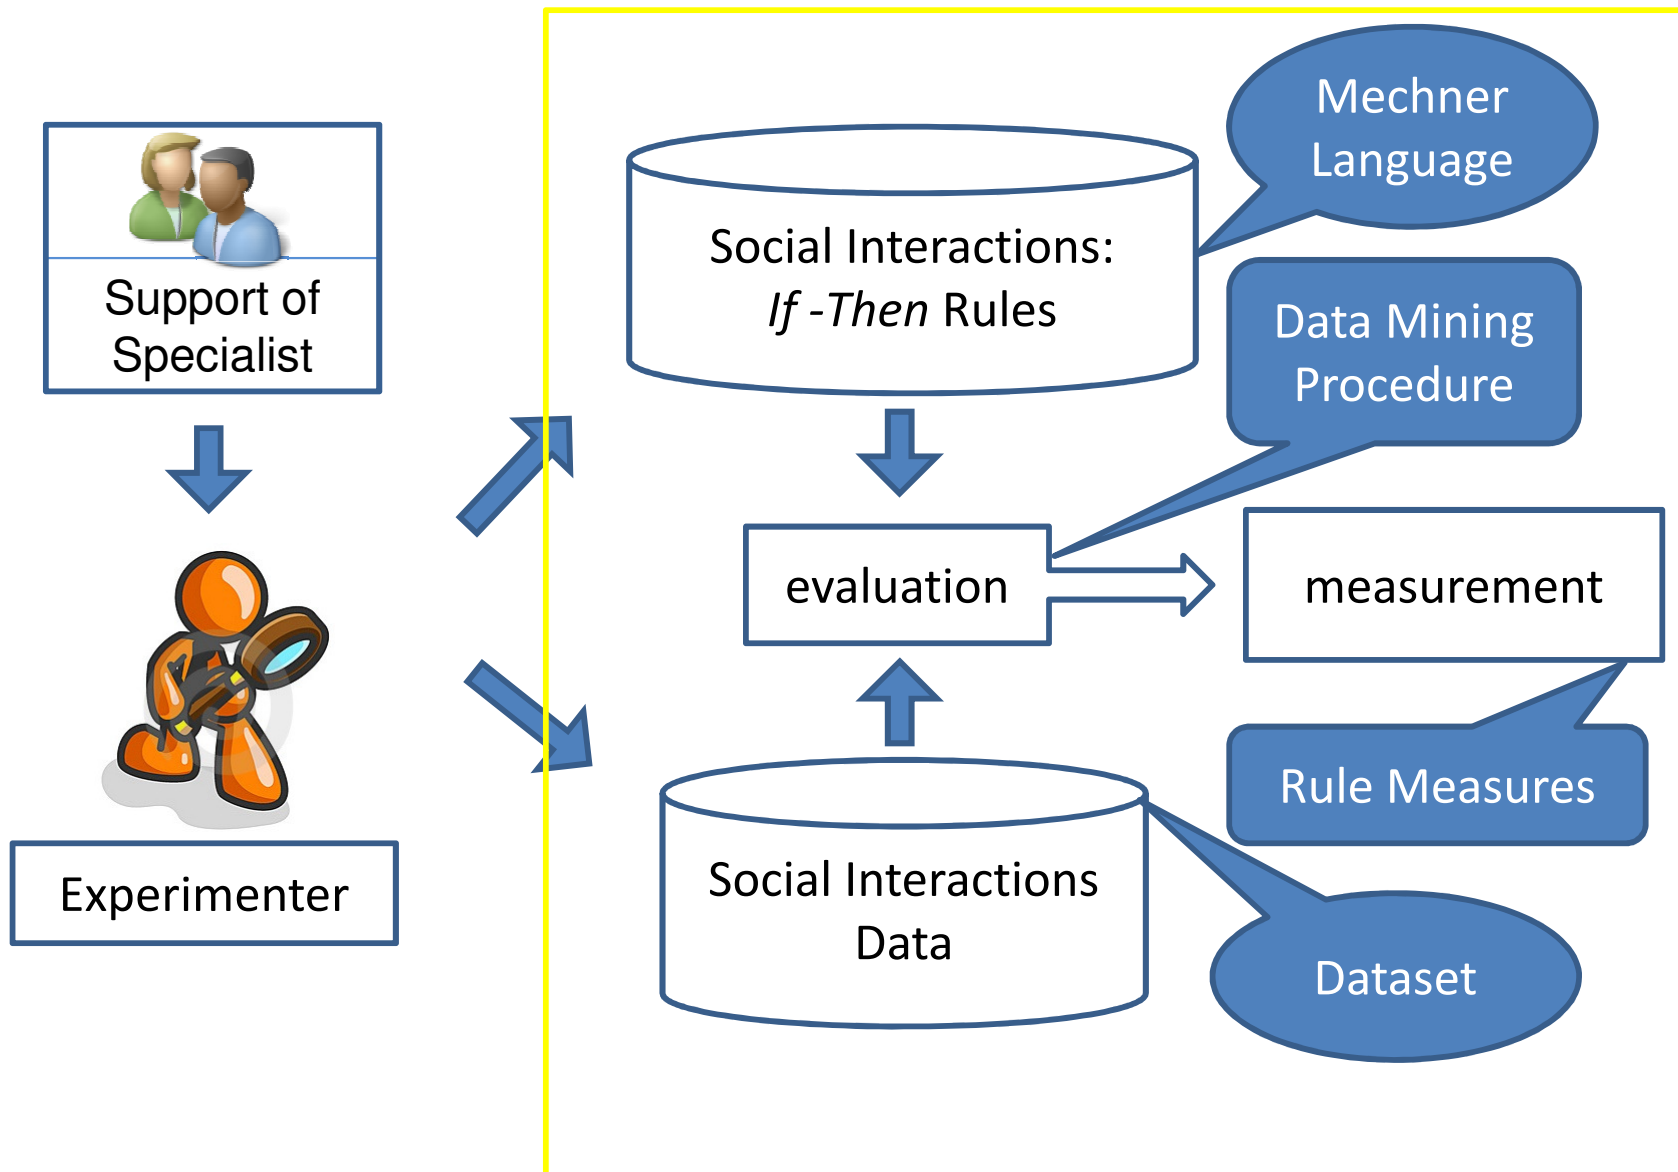 Support of
Specialist
Experimenter
Mechner
Language
Social Interactions:
If -Then Rules
Data Mining
Procedure
evaluation
measurement
Rule Measures
Social Interactions
Data
Dataset